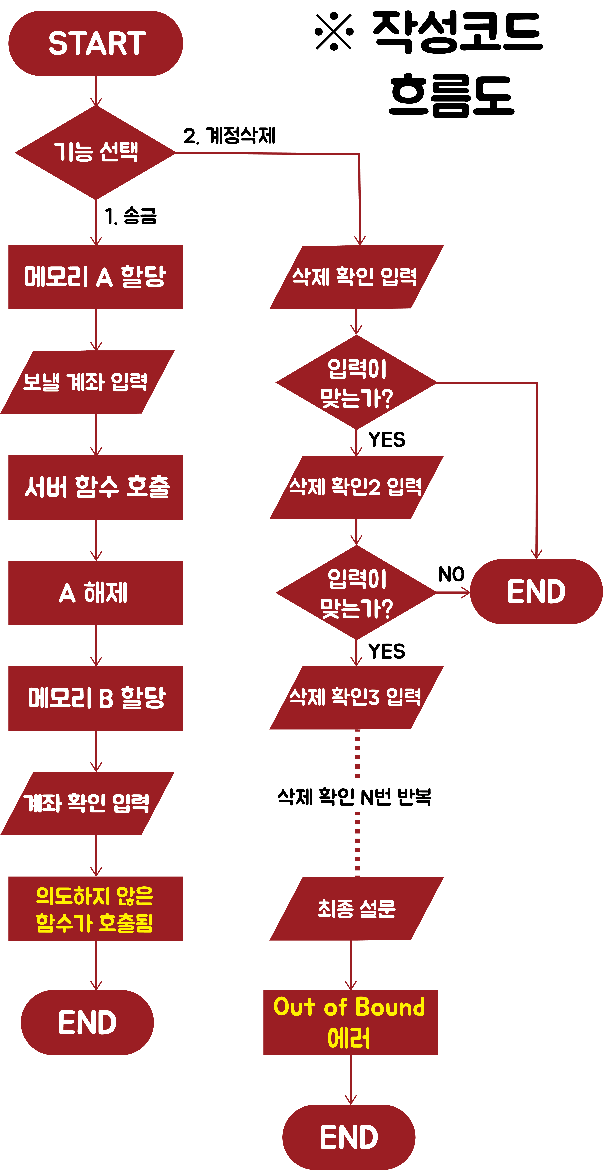 ※ 작성코드
흐름도
START
기능 선택
1. 송금
메모리 A 할당
보낼 계좌 입력
서버 함수 호출
A 해제
메모리 B 할당
계좌 확인 입력
의도하지 않은
함수가 호출됨
END
2. 계정삭제
삭제 확인 입력
입력이
맞는가?
YES
삭제 확인2 입력
입력이
맞는가?
NO
END
YES
삭제 확인3 입력
삭제 확인 N번 반복
최종 설문
Out of Bound
에러
END